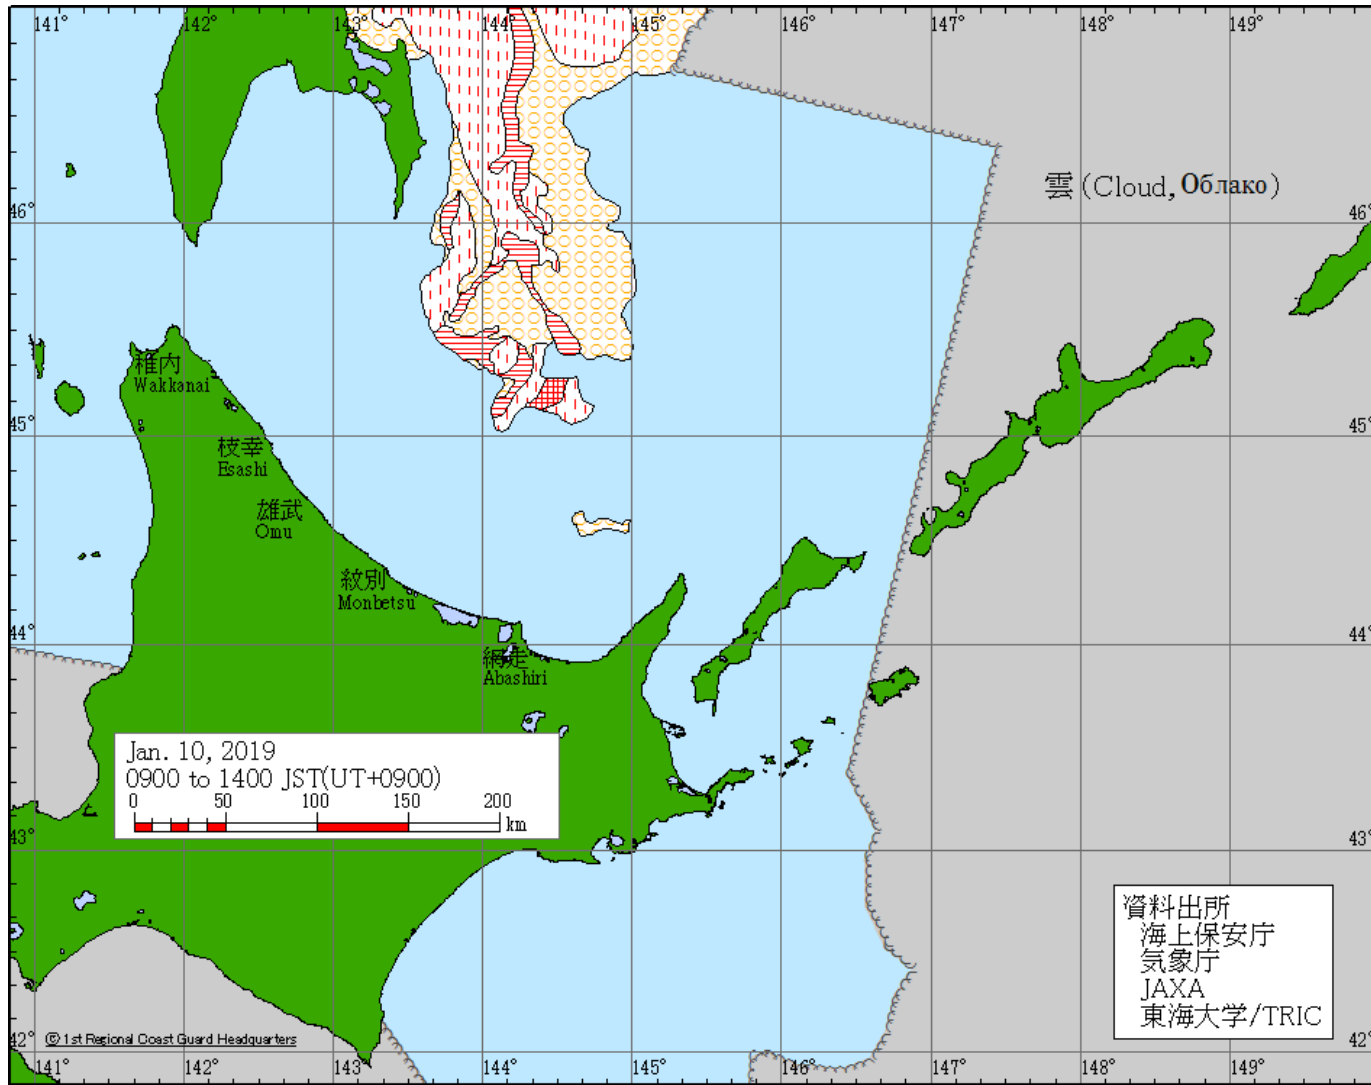 141° 142° 143° 144° 145° 146° 147° 148° 149°
雲 (Cloud, Облако)
46° 46°
稚内
Wakkanai
45° 45°
枝幸
Esashi
雄武
Omu
紋別
Monbetsu
44° 44°
網走
Abashiri
Jan. 10, 2019
0900 to 1400 JST(UT+0900)
0 50 100 150 200
km
43° 43°
資料出所
海上保安庁
気象庁
JAXA
東海大学/TRIC
42° 42°
© 1st Regional Coast Guard Headquarters
141° 142° 143° 144° 145° 146° 147° 148° 149°